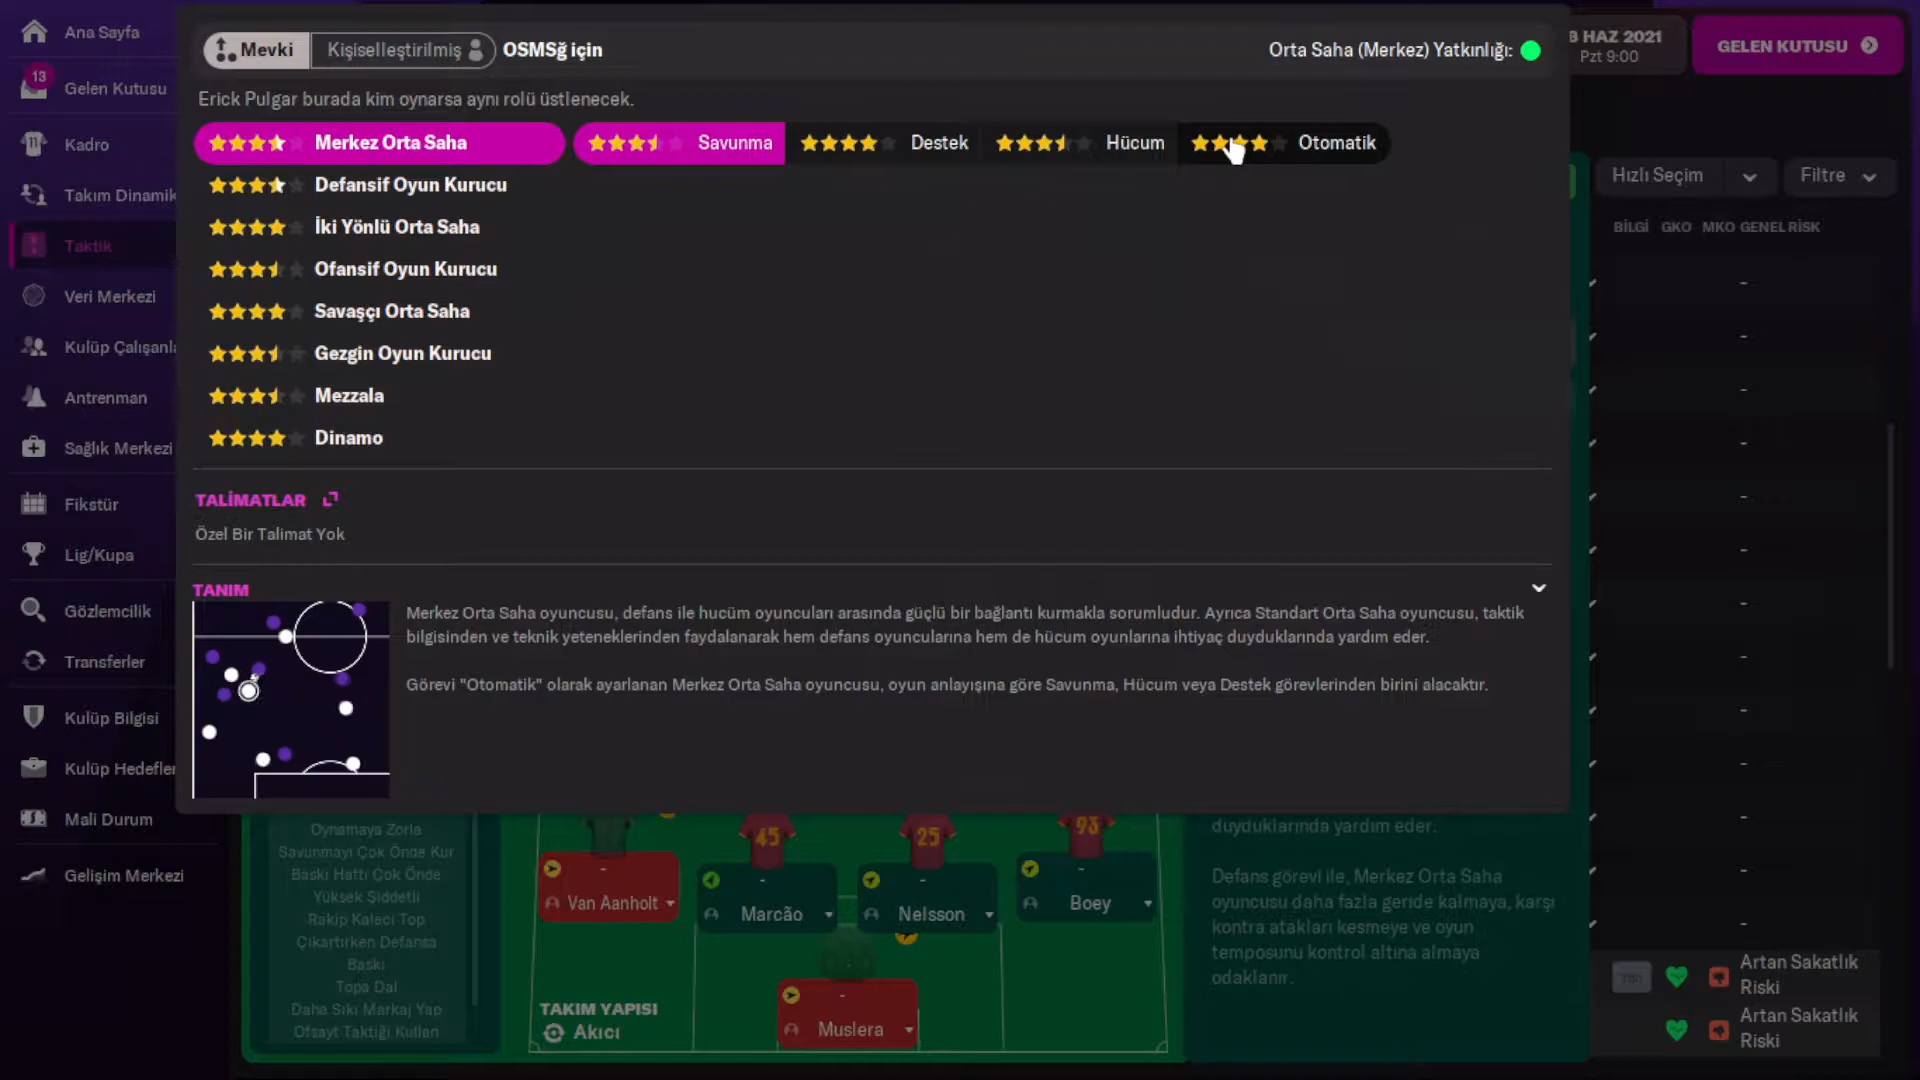 Ana Sayfa
13
Gelen Kutusu
Kadro
Takım Dinamik
Taktik
Veri Merkezi
Kulüp Çalışanla
Antrenman
Sağlık Merkezi
Fikstür
Lig/Kupa
Gözlemcilik
Transferler
Kulüp Bilgisi
Kulüp Hedefler
Mali Durum
Gelişim Merkezi
Mevki
Kişiselleştirilmiş
OSMSğ için
Orta Saha (Merkez) Yatkınlığı:
Erick Pulgar burada kim oynarsa aynı rolü üstlenecek.
Merkez Orta Saha
Savunma
Destek
Hücum
Otomatik
Defansif Oyun Kurucu
İki Yönlü Orta Saha
Ofansif Oyun Kurucu
Savaşçı Orta Saha
Gezgin Oyun Kurucu
Mezzala
Dinamo
TALİMATLAR
Özel Bir Talimat Yok
TANIM
Merkez Orta Saha oyuncusu, defans ile hucüm oyuncuları arasında güçlü bir bağlantı kurmakla sorumludur. Ayrıca Standart Orta Saha oyuncusu, taktik
bilgisinden ve teknik yeteneklerinden faydalanarak hem defans oyuncularına hem de hücum oyunlarına ihtiyaç duyduklarında yardım eder.
Görevi "Otomatik" olarak ayarlanan Merkez Orta Saha oyuncusu, oyun anlayışına göre Savunma, Hücum veya Destek görevlerinden birini alacaktır.
8 HAZ 2021
Pzt 9:00
GELEN KUTUSU
Hızlı Seçim
Filtre
BİLGİ GKO MKO GENEL RİSK
Oynamaya Zorla
Savunmayı Çok Önde Kur
Baskı Hattı Çok Önde
Yüksek Şiddetli
Rakip Kaleci Top
Çıkartırken Defansa
Baskı
Topa Dal
Daha Sıkı Markaj Yap
Ofsayt Taktiği Kullan
45
25
93
Van Aanholt
Marcão
Nelsson
Boey
TAKIM YAPISI
Akıcı
Muslera
duyduklarında yardım eder.
Defans görevi ile, Merkez Orta Saha
oyuncusu daha fazla geride kalmaya, karşı
kontra atakları kesmeye ve oyun
temposunu kontrol altına almaya
odaklanır.
Artan Sakatlık
Riski
Artan Sakatlık
Riski